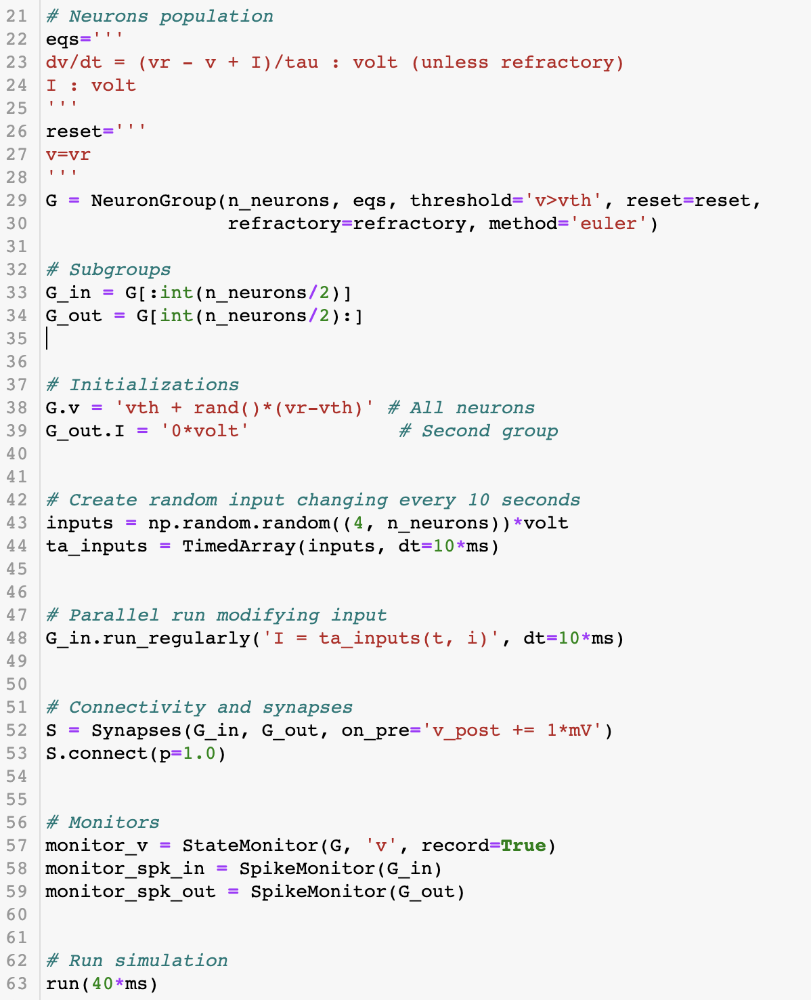 21 # Neurons population
22 eqs='''
23 dv/dt = (vr - v + I)/tau : volt (unless refractory)
24 I : volt
25 '''
26 reset='''
27 v=vr
28 '''
29 G = NeuronGroup(n_neurons, eqs, threshold='v>vth', reset=reset,
30                 refractory=refractory, method='euler')
31
32 # Subgroups
33 G_in = G[:int(n_neurons/2)]
34 G_out = G[int(n_neurons/2):]
35
36
37 # Initializations
38 G.v = 'vth + rand()*(vr-vth)' # All neurons
39 G_out.I = '0*volt'             # Second group
40
41
42 # Create random input changing every 10 seconds
43 inputs = np.random.random((4, n_neurons))*volt
44 ta_inputs = TimedArray(inputs, dt=10*ms)
45
46
47 # Parallel run modifying input
48 G_in.run_regularly('I = ta_inputs(t, i)', dt=10*ms)
49
50
51 # Connectivity and synapses
52 S = Synapses(G_in, G_out, on_pre='v_post += 1*mV')
53 S.connect(p=1.0)
54
55
56 # Monitors
57 monitor_v = StateMonitor(G, 'v', record=True)
58 monitor_spk_in = SpikeMonitor(G_in)
59 monitor_spk_out = SpikeMonitor(G_out)
60
61
62 # Run simulation
63 run(40*ms)